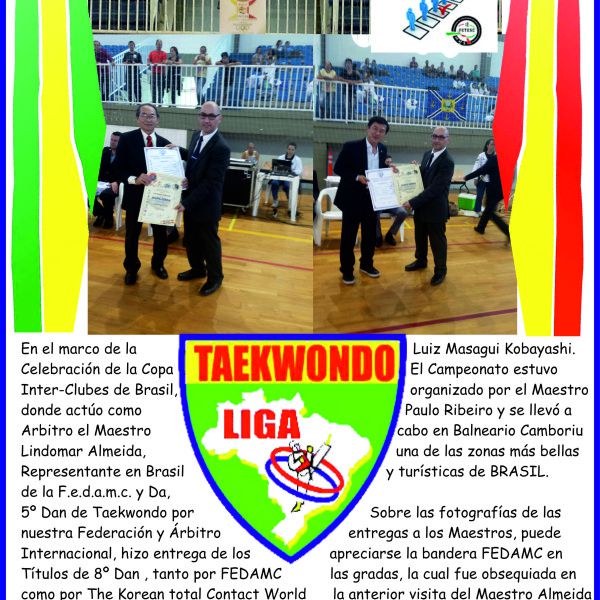 FETESC
En el marco de la
Celebración de la Copa
Inter-Clubes de Brasil,
donde actúo como
Arbitro el Maestro
Lindomar Almeida,
Representante en Brasil
de la F.e.d.a.m.c. y Da,
5º Dan de Taekwondo por
nuestra Federación y Árbitro
Internacional, hizo entrega de los
Títulos de 8º Dan , tanto por FEDAMC
como por The Korean total Contact World
TAEKWONDO
LIGA
Luiz Masagui Kobayashi.
El Campeonato estuvo
organizado por el Maestro
Paulo Ribeiro y se llevó a
cabo en Balneario Camboriu
una de las zonas más bellas
y turísticas de BRASIL.
Sobre las fotografías de las
entregas a los Maestros, puede
apreciarse la bandera FEDAMC en
las gradas, la cual fue obsequiada en
la anterior visita del Maestro Almeida